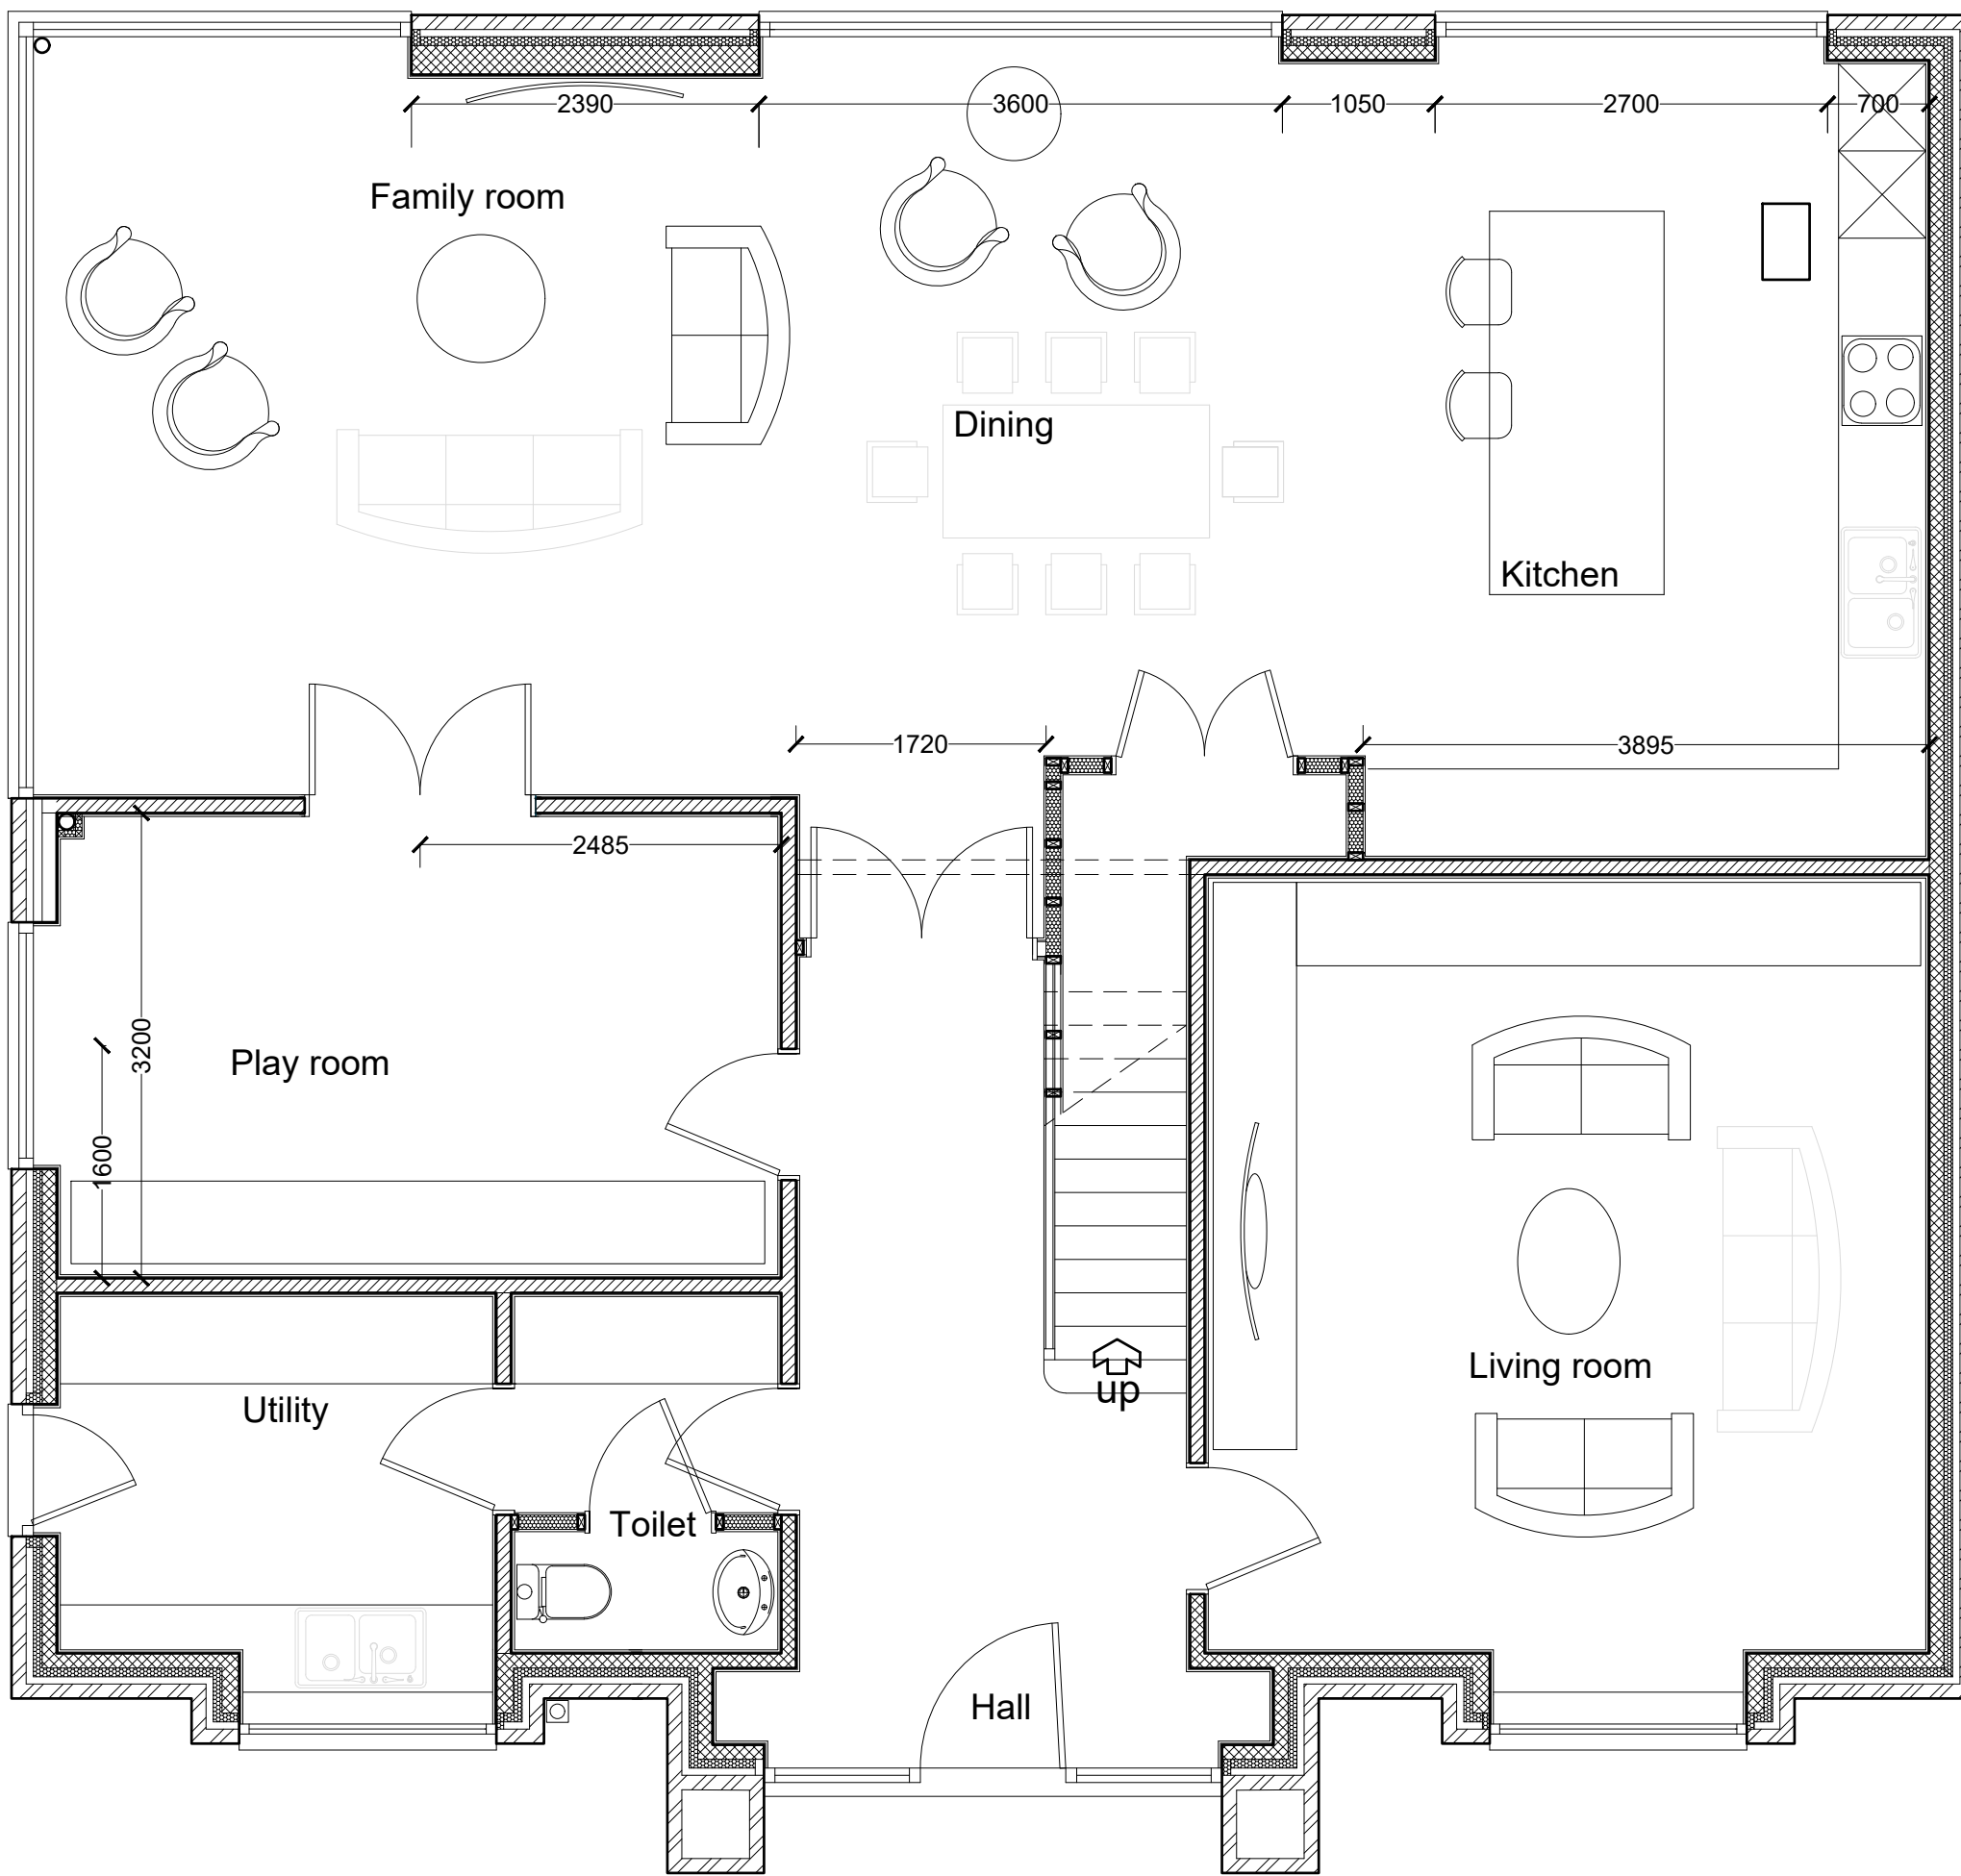 2390
3600
1050
2700
700
Family room
Dining
Kitchen
1720
3895
2485
3200
Play room
1600
up
Living room
Utility
Toilet
Hall